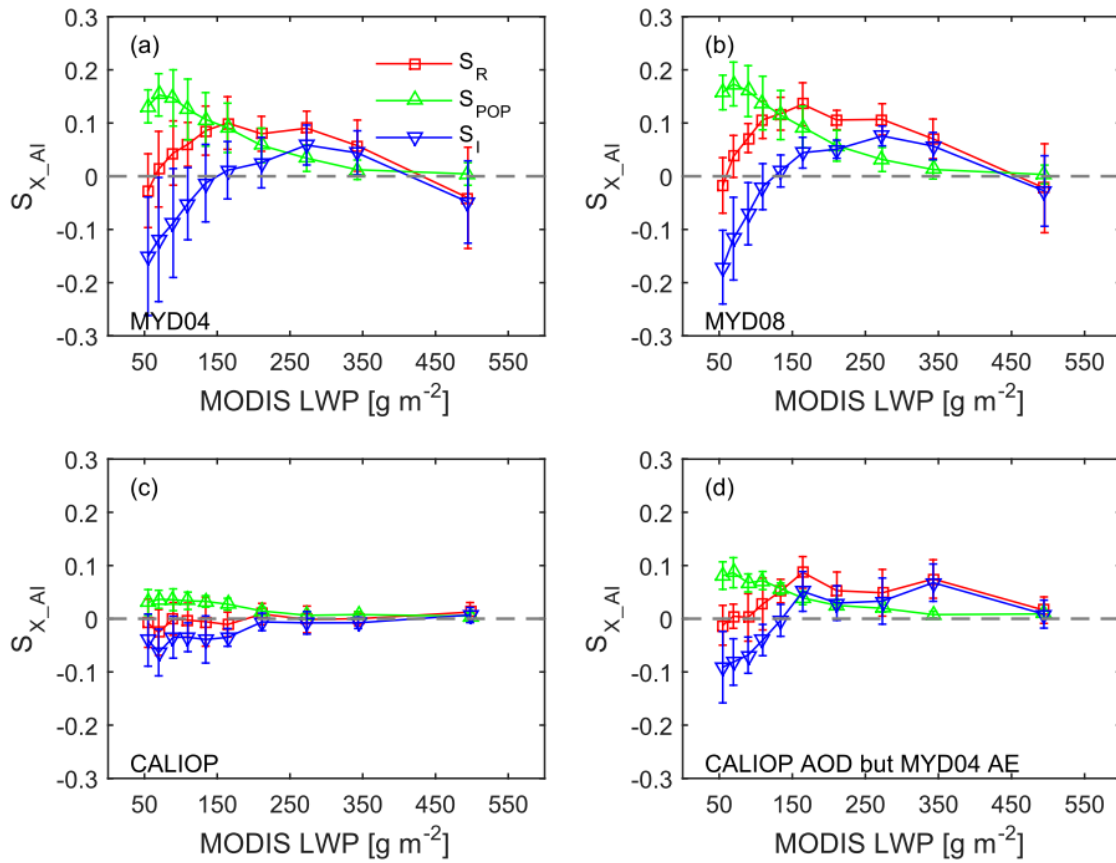 0.3
0.2
0.1
0
-0.1
-0.2
-0.3
S_X_AI
(a)
S_R
S_POP
S_I
MYD04
50 150 250 350 450 550
MODIS LWP [g m⁻²]
0.3
0.2
0.1
0
-0.1
-0.2
-0.3
S_X_AI
(b)
MYD08
50 150 250 350 450 550
MODIS LWP [g m⁻²]
0.3
0.2
0.1
0
-0.1
-0.2
-0.3
S_X_AI
(c)
CALIOP
50 150 250 350 450 550
MODIS LWP [g m⁻²]
0.3
0.2
0.1
0
-0.1
-0.2
-0.3
S_X_AI
(d)
CALIOP AOD but MYD04 AE
50 150 250 350 450 550
MODIS LWP [g m⁻²]